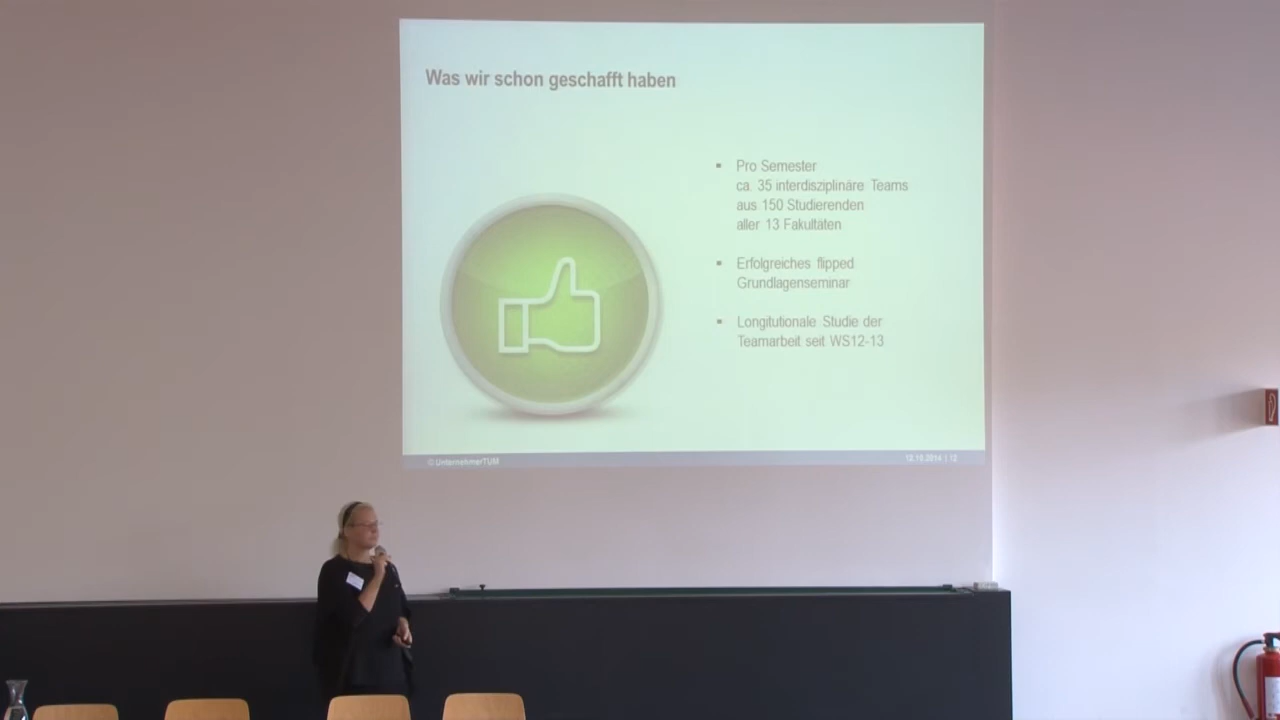 Was wir schon geschafft haben
Pro Semester
ca. 35 interdisziplinäre Teams
aus 150 Studierenden
aller 13 Fakultäten
Erfolgreiches flipped
Grundlagenseminar
Longitutionale Studie der
Teamarbeit seit WS12-13
© UnternehmerTUM
12.10.2014 | 12